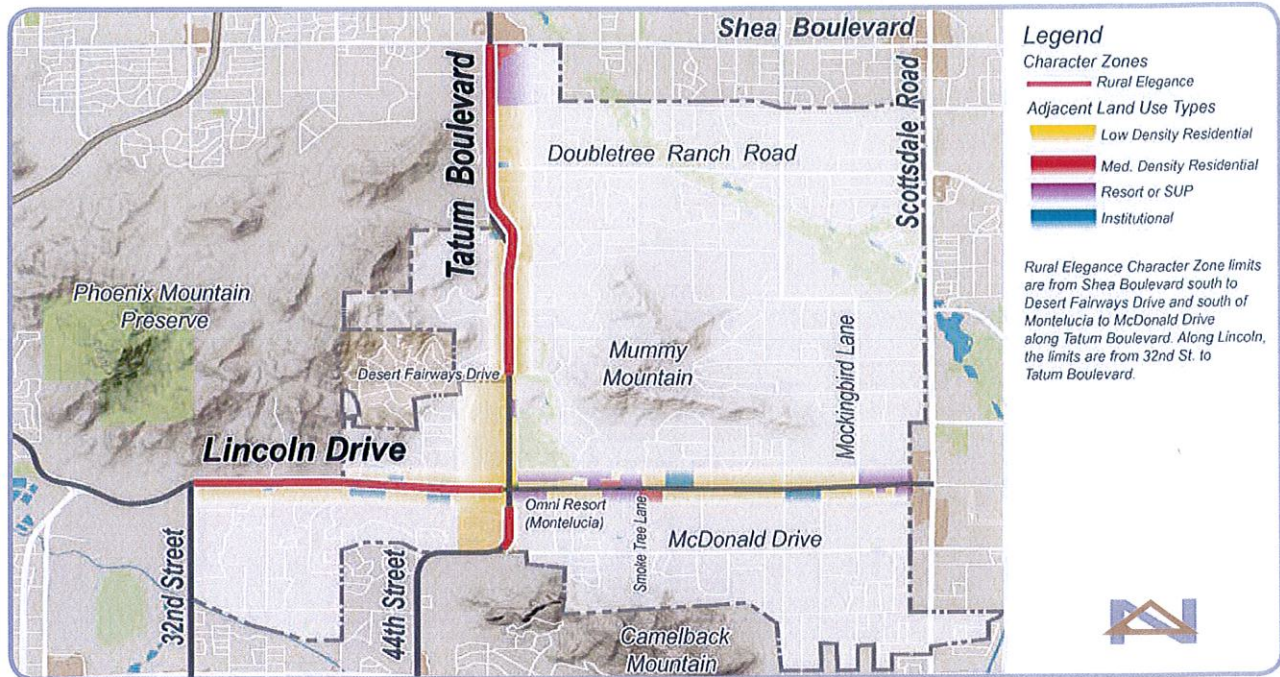 Shea Boulevard
Tatum Boulevard
Scottsdale Road
Doubletree Ranch Road
Phoenix Mountain
Preserve
Desert Fairways Drive
Mummy
Mountain
Mockingbird Lane
Lincoln Drive
Omni Resort
(Montelucia)
Smoke Tree Lane
McDonald Drive
32nd Street
44th Street
Camelback
Mountain
Legend
Character Zones
Rural Elegance
Adjacent Land Use Types
Low Density Residential
Med. Density Residential
Resort or SUP
Institutional
Rural Elegance Character Zone limits
are from Shea Boulevard south to
Desert Fairways Drive and south of
Montelucia to McDonald Drive
along Tatum Boulevard. Along Lincoln,
the limits are from 32nd St. to
Tatum Boulevard.
N